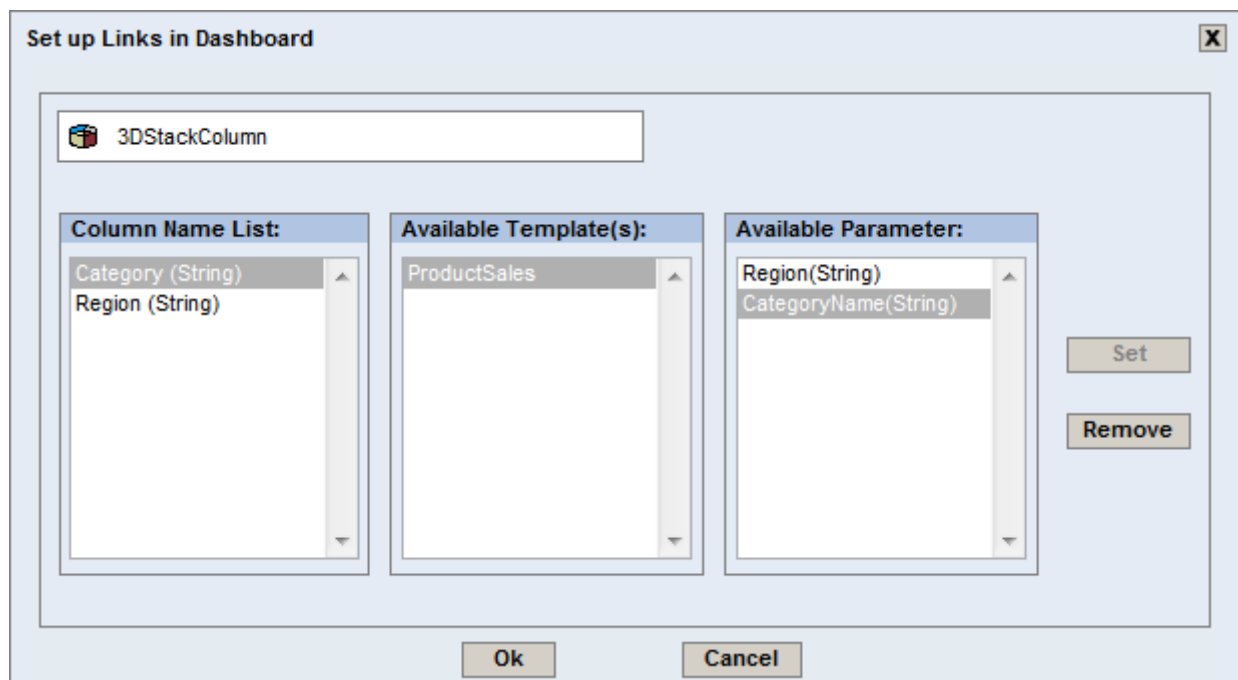 Set up Links in Dashboard X
3DStackColumn
Column Name List:
Category (String)
Region (String)
Available Template(s):
ProductSales
Available Parameter:
Region(String)
CategoryName(String)
Set
Remove
Ok Cancel